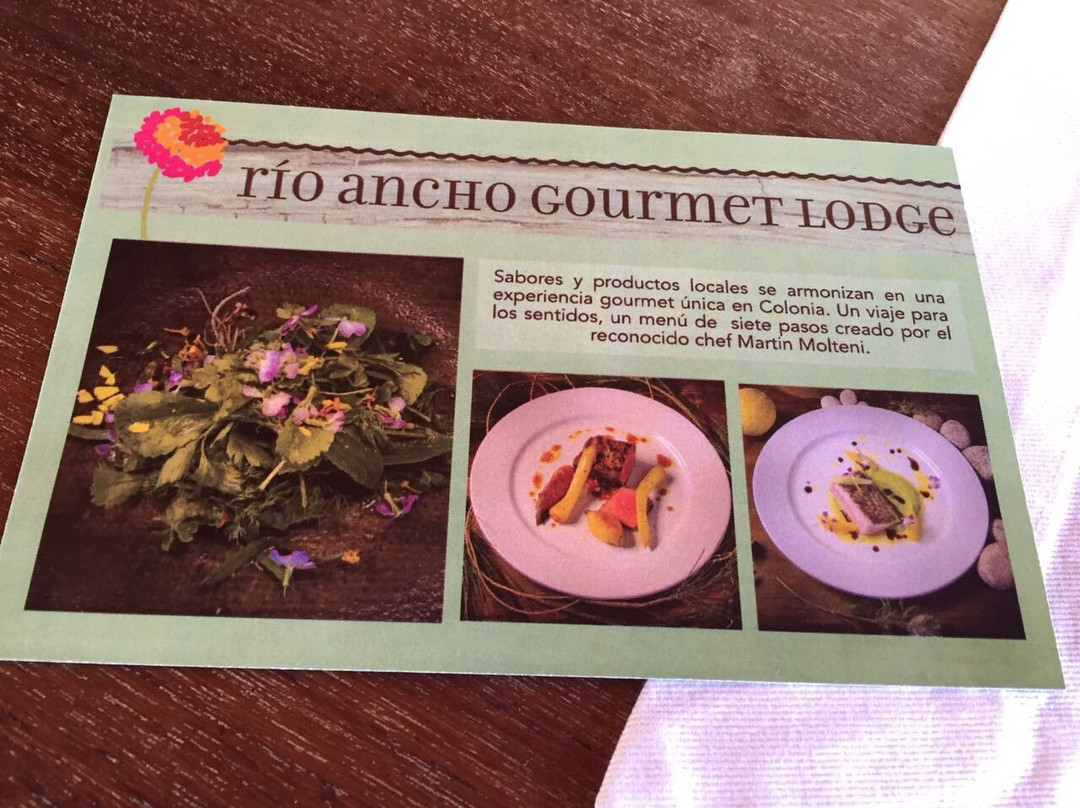 río ancho gourmet lodge
Sabores y productos locales se armonizan en una
experiencia gourmet única en Colonia. Un viaje para
los sentidos, un menú de siete pasos creado por el
reconocido chef Martin Molteni.